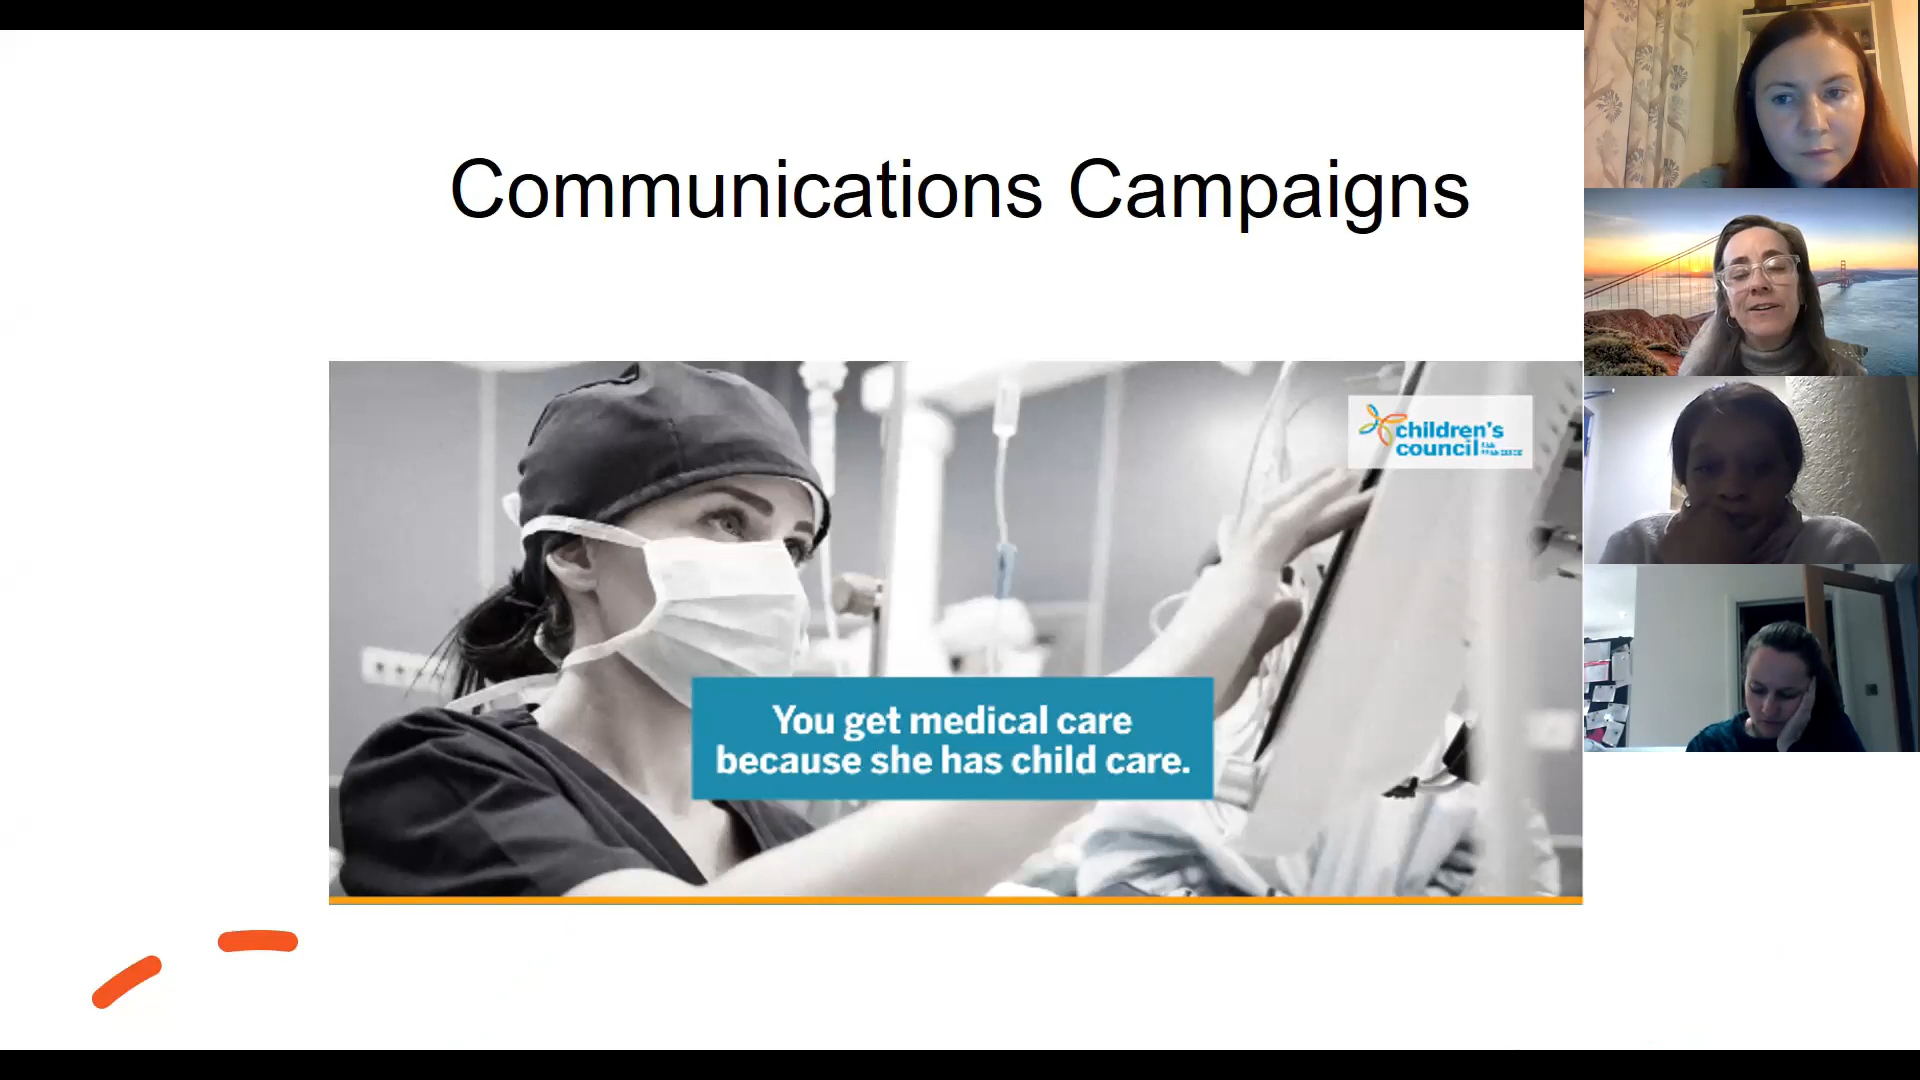 Communications Campaigns
children's
council
You get medical care
because she has child care.